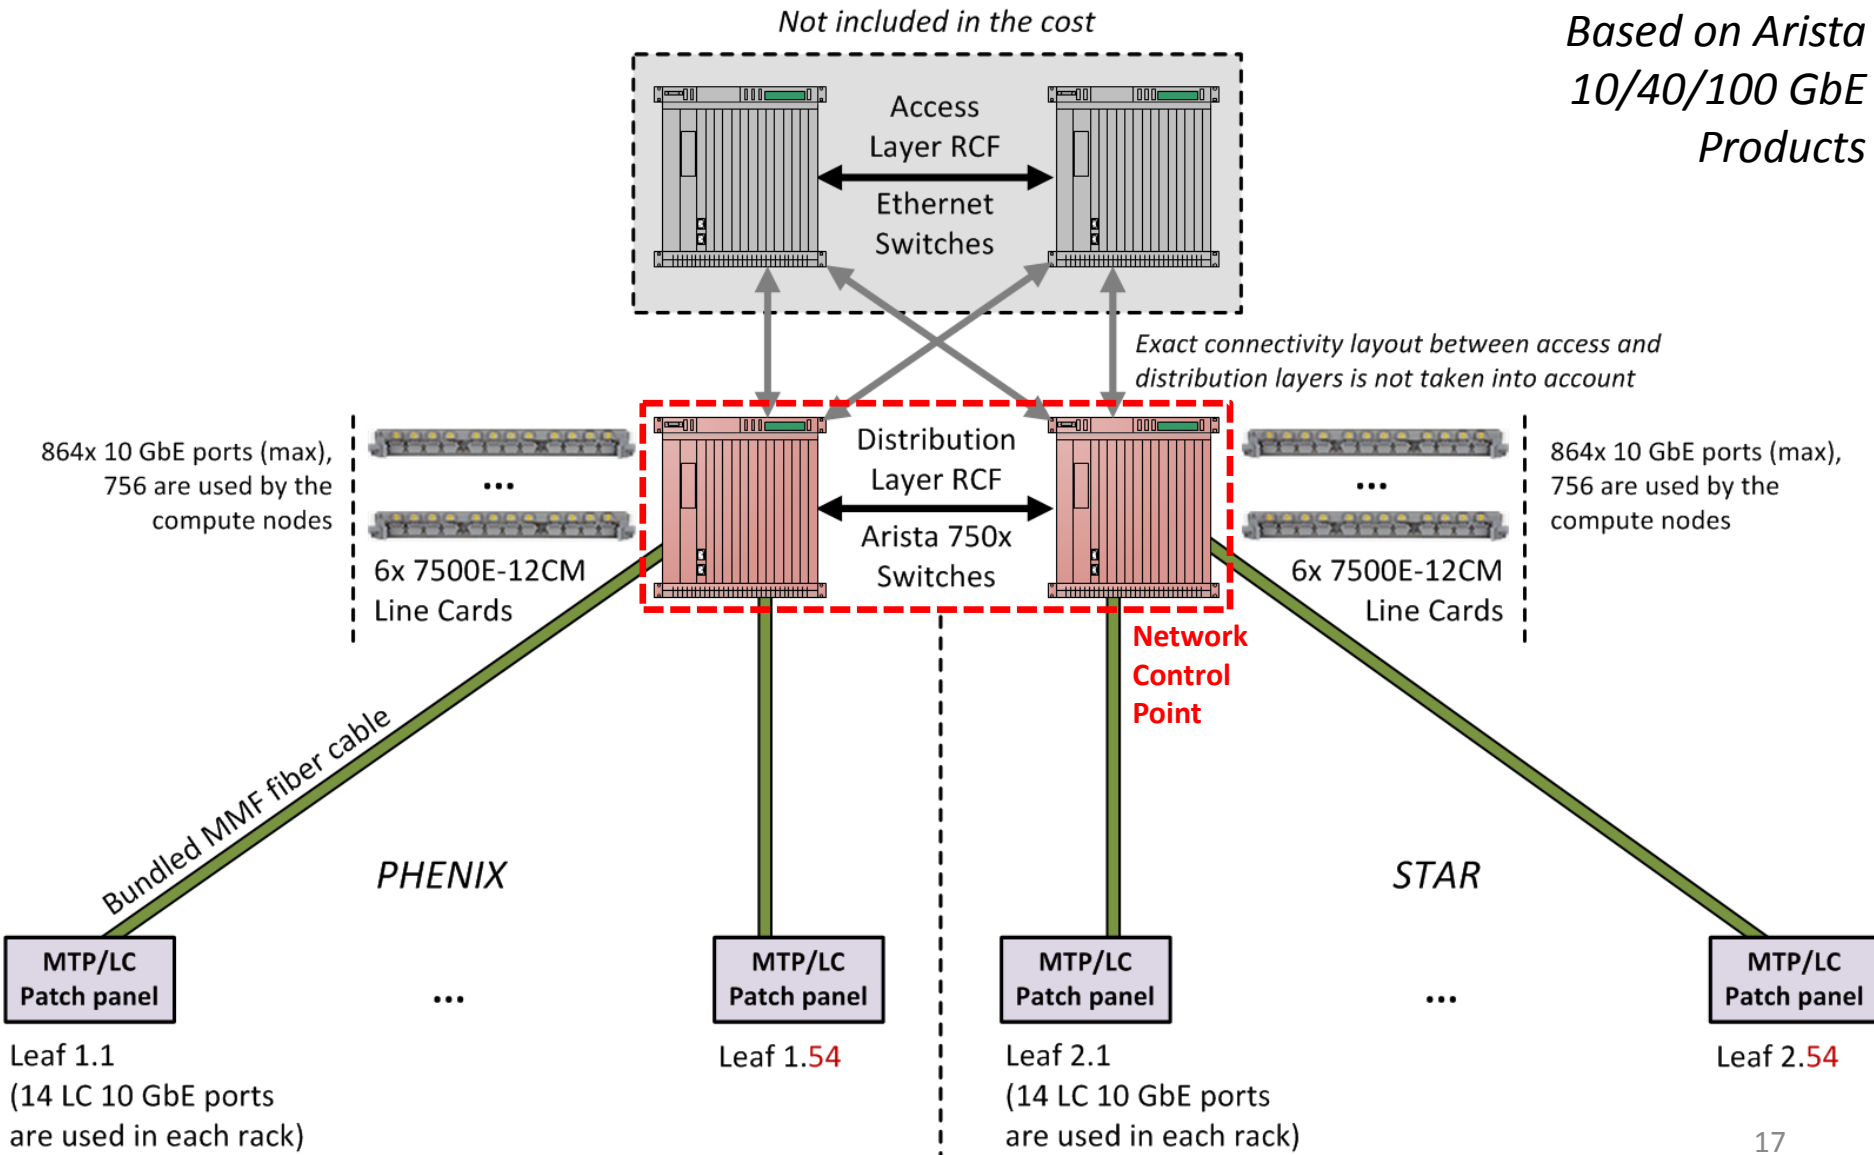 Not included in the cost
Based on Arista
10/40/100 GbE
Products
Access
Layer RCF
Ethernet
Switches
Exact connectivity layout between access and
distribution layers is not taken into account
864x 10 GbE ports (max),
756 are used by the
compute nodes
...
6x 7500E-12CM
Line Cards
Distribution
Layer RCF
Arista 750x
Switches
...
6x 7500E-12CM
Line Cards
864x 10 GbE ports (max),
756 are used by the
compute nodes
Network
Control
Point
Bundled MMF fiber cable
PHENIX
STAR
MTP/LC
Patch panel
...
MTP/LC
Patch panel
MTP/LC
Patch panel
...
MTP/LC
Patch panel
Leaf 1.1
(14 LC 10 GbE ports
are used in each rack)
Leaf 1.54
Leaf 2.1
(14 LC 10 GbE ports
are used in each rack)
Leaf 2.54
17